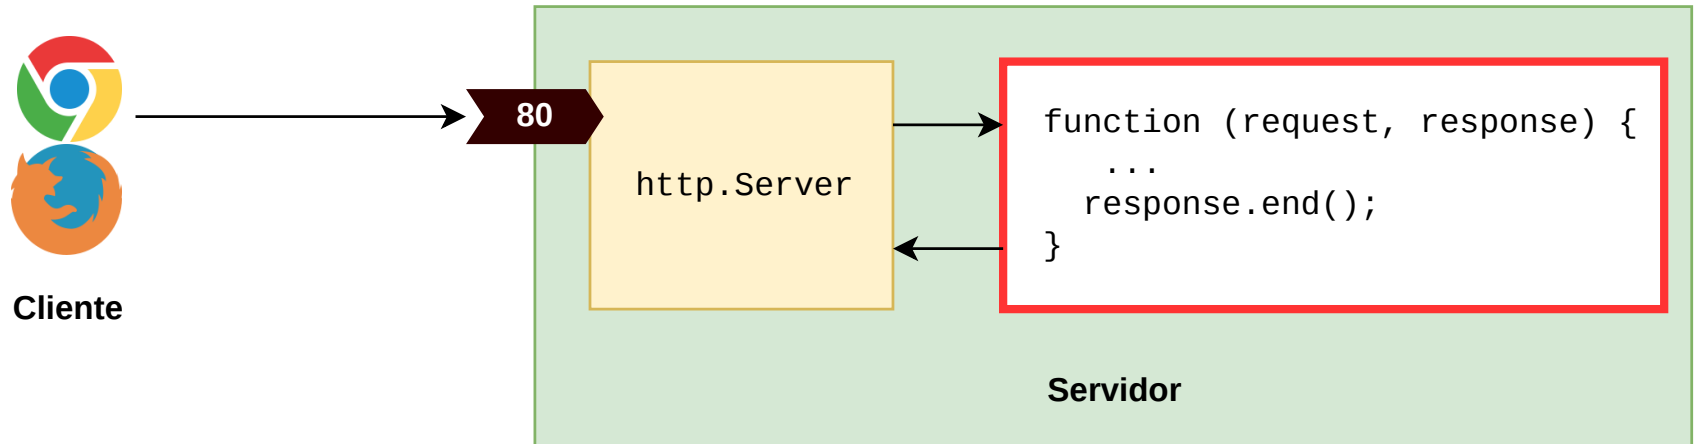 80
http.Server
function (request, response) {
...
response.end();
}
Cliente
Servidor